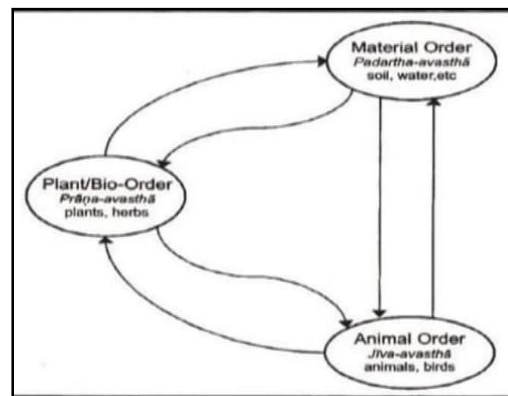 Material Order
Padartha-avasthā
soil, water,etc
Plant/Bio-Order
Prāṇa-avasthā
plants, herbs
Animal Order
Jīva-avasthā
animals, birds